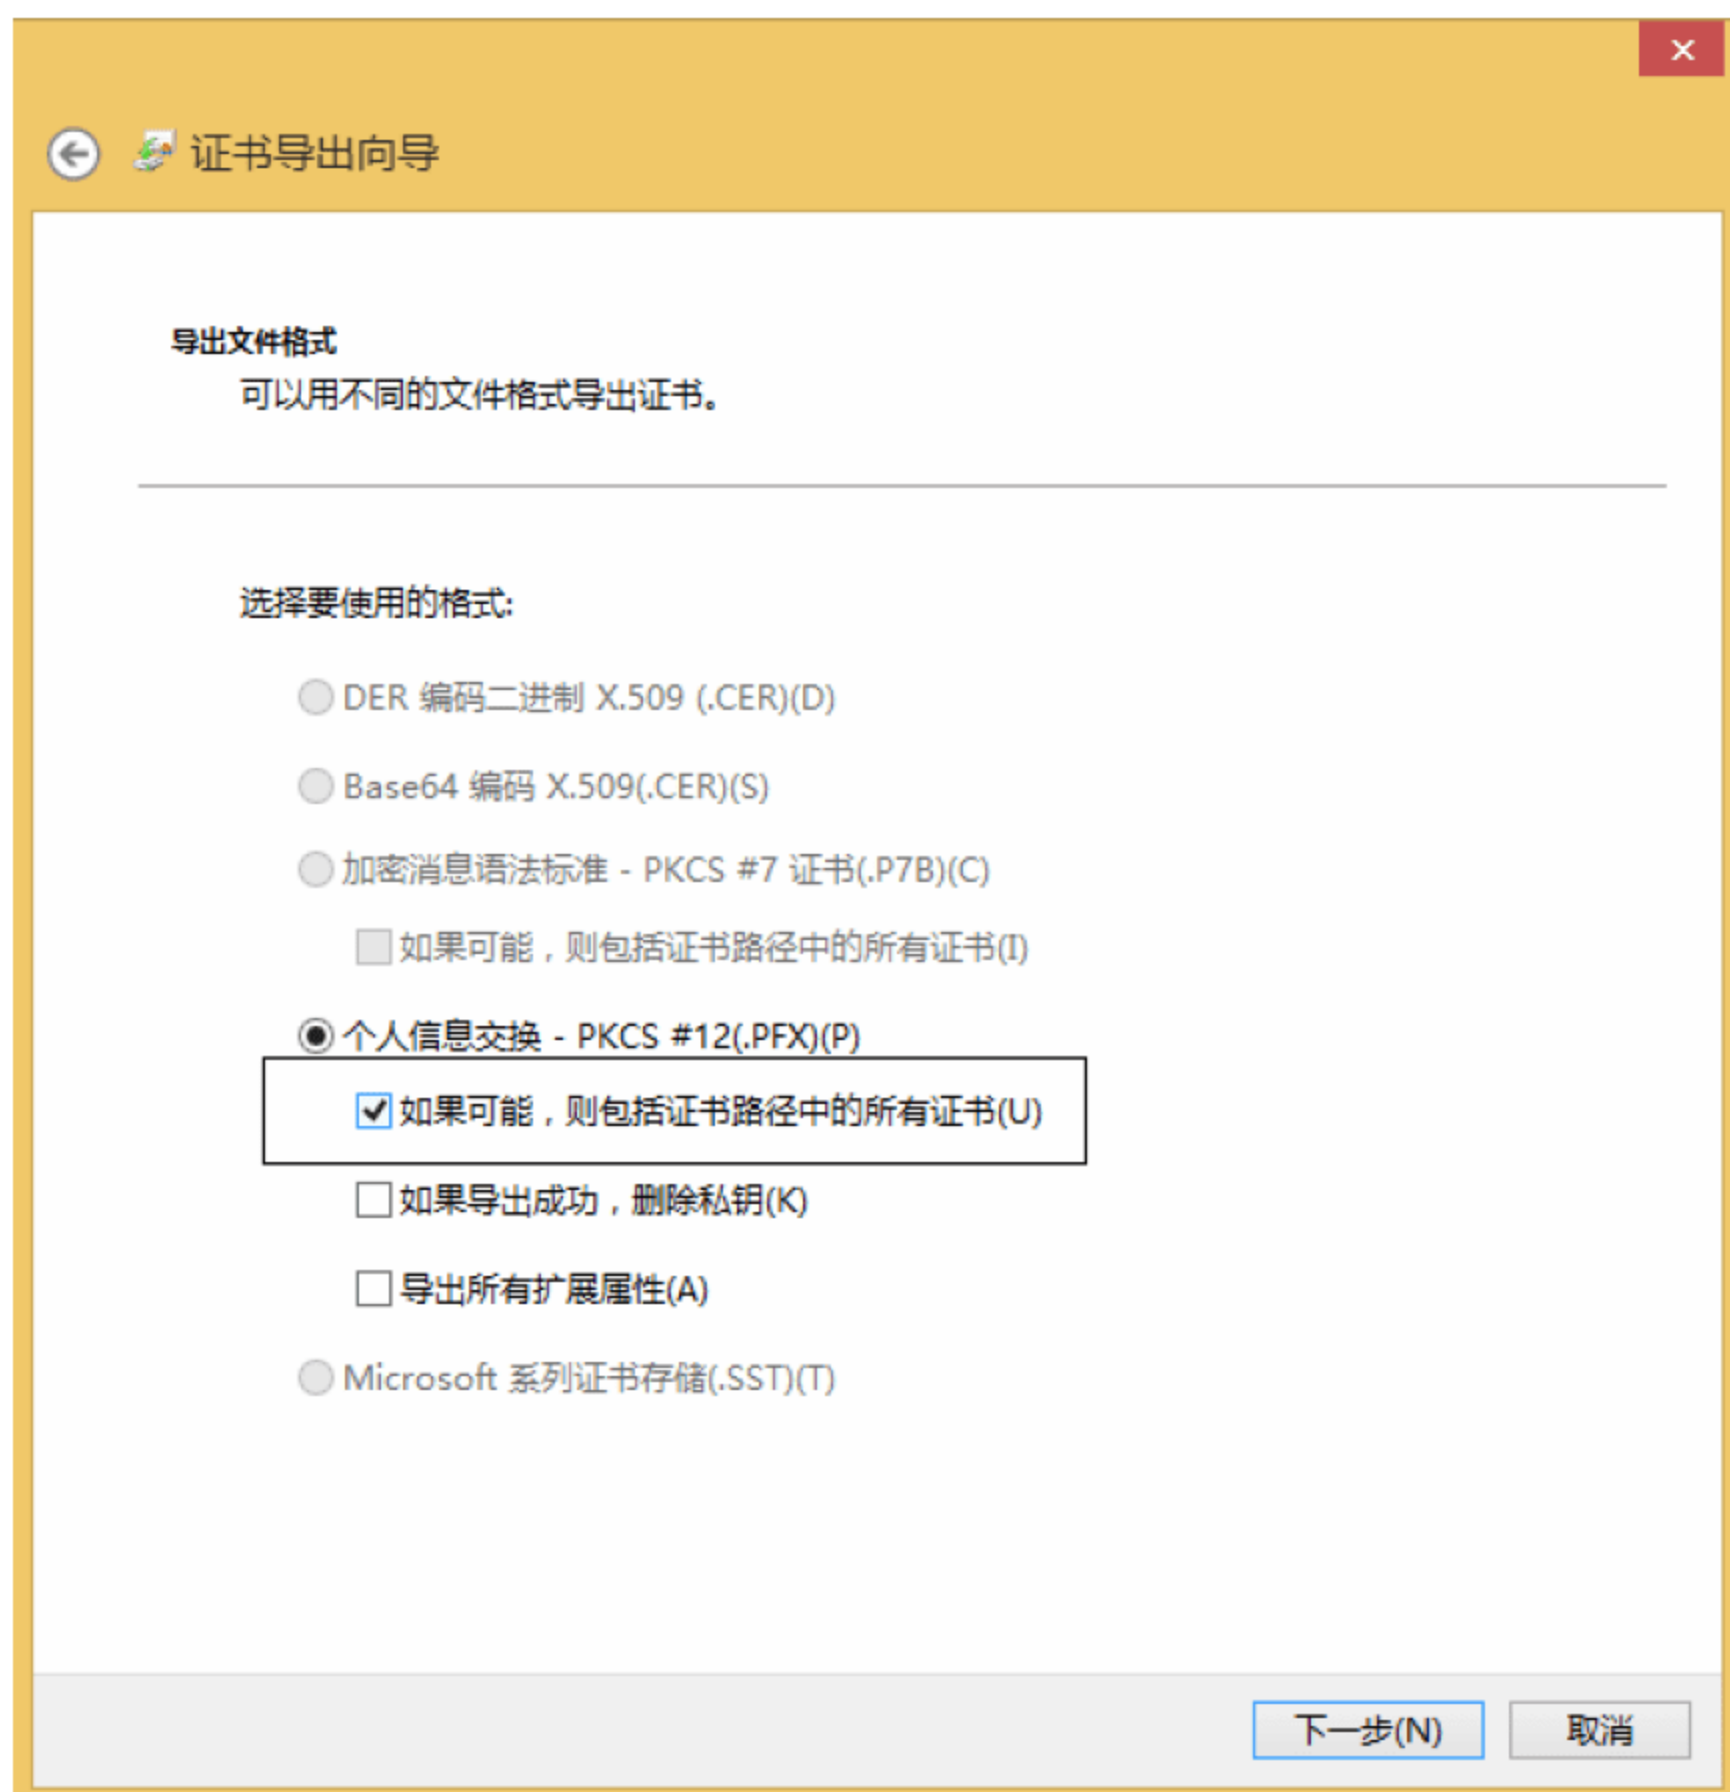 证书导出向导
导出文件格式
可以用不同的文件格式导出证书。
选择要使用的格式:
DER 编码二进制 X.509 (.CER)(D)
Base64 编码 X.509(.CER)(S)
加密消息语法标准 - PKCS #7 证书(.P7B)(C)
如果可能，则包括证书路径中的所有证书(I)
个人信息交换 - PKCS #12(.PFX)(P)
如果可能，则包括证书路径中的所有证书(U)
如果导出成功，删除私钥(K)
导出所有扩展属性(A)
Microsoft 系列证书存储(.SST)(T)
下一步(N) 取消